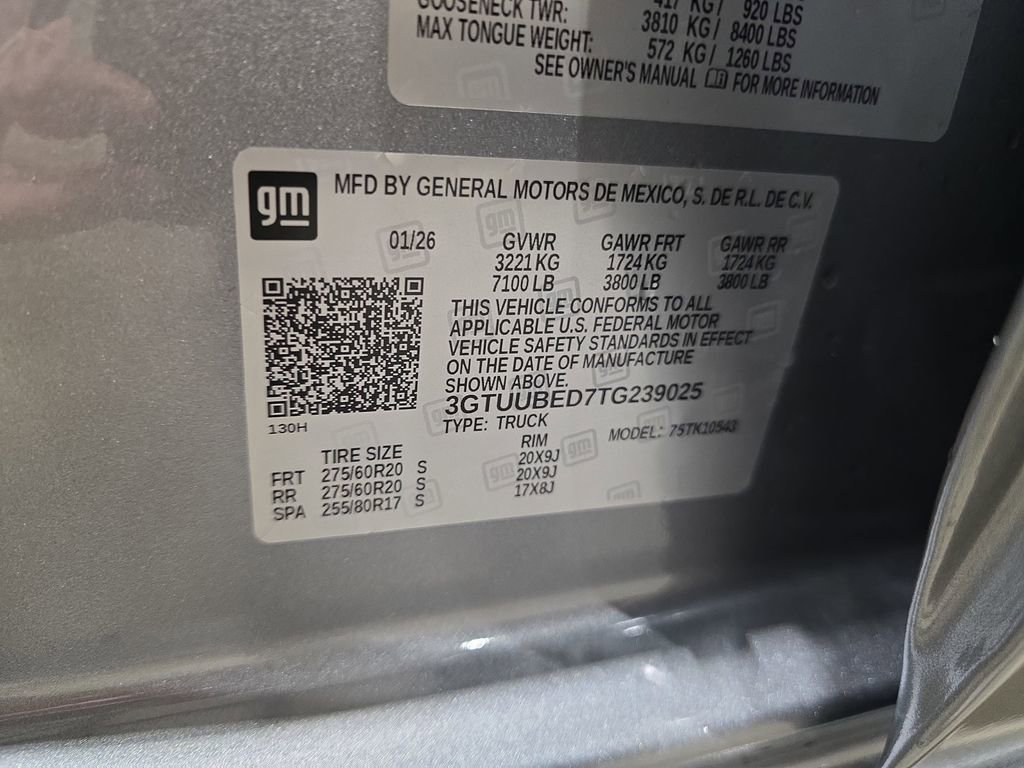 GOOSENECK TWR: 417 KG/ 920 LBS
3810 KG/ 8400 LBS
MAX TONGUE WEIGHT: 572 KG/ 1260 LBS
SEE OWNER'S MANUAL FOR MORE INFORMATION
gm MFD BY GENERAL MOTORS DE MEXICO, S. DE R.L. DE C.V.
01/26 GVWR GAWR FRT GAWR RR
3221 KG 1724 KG 1724 KG
7100 LB 3800 LB 3800 LB
THIS VEHICLE CONFORMS TO ALL
APPLICABLE U.S. FEDERAL MOTOR
VEHICLE SAFETY STANDARDS IN EFFECT
ON THE DATE OF MANUFACTURE
SHOWN ABOVE.
3GTUUBED7TG239025
TYPE: TRUCK MODEL: 75TK10543
130H
TIRE SIZE RIM
FRT 275/60R20 S 20X9J
RR 275/60R20 S 20X9J
SPA 255/80R17 S 17X8J